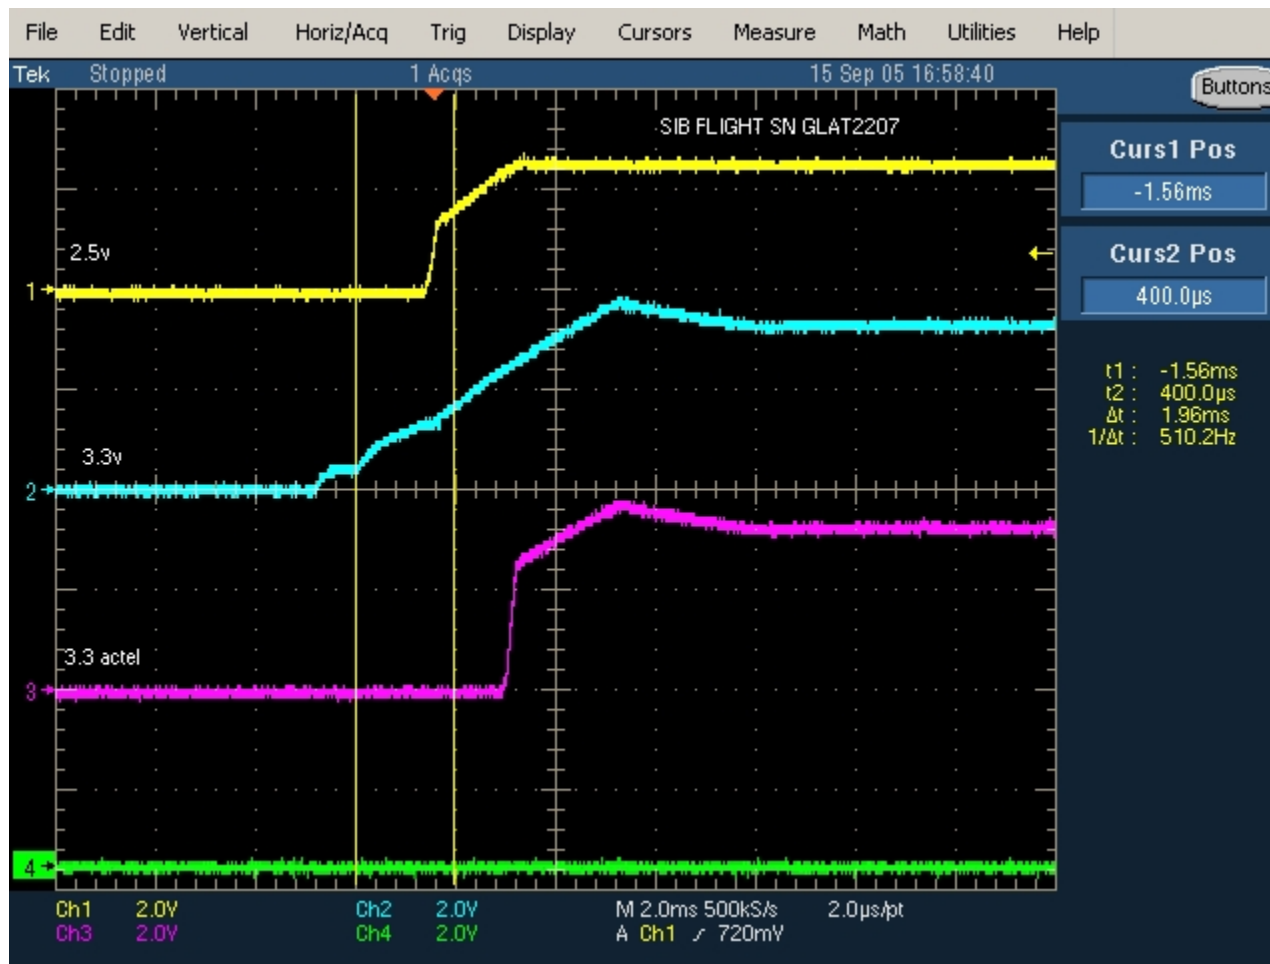 File Edit Vertical Horiz/Acq Trig Display Cursors Measure Math Utilities Help
Tek Stopped 1 Acqs 15 Sep 05 16:58:40
Buttons
SIB FLIGHT SN GLAT2207
Curs1 Pos
-1.56ms
2.5v
Curs2 Pos
1
400.0µs
t1 : -1.56ms
t2 : 400.0µs
Δt : 1.96ms
1/Δt : 510.2Hz
3.3v
2
3.3 actel
3
4
Ch1 2.0V Ch2 2.0V M 2.0ms 500kS/s 2.0µs/pt
Ch3 2.0V Ch4 2.0V A Ch1 ⁄ 720mV